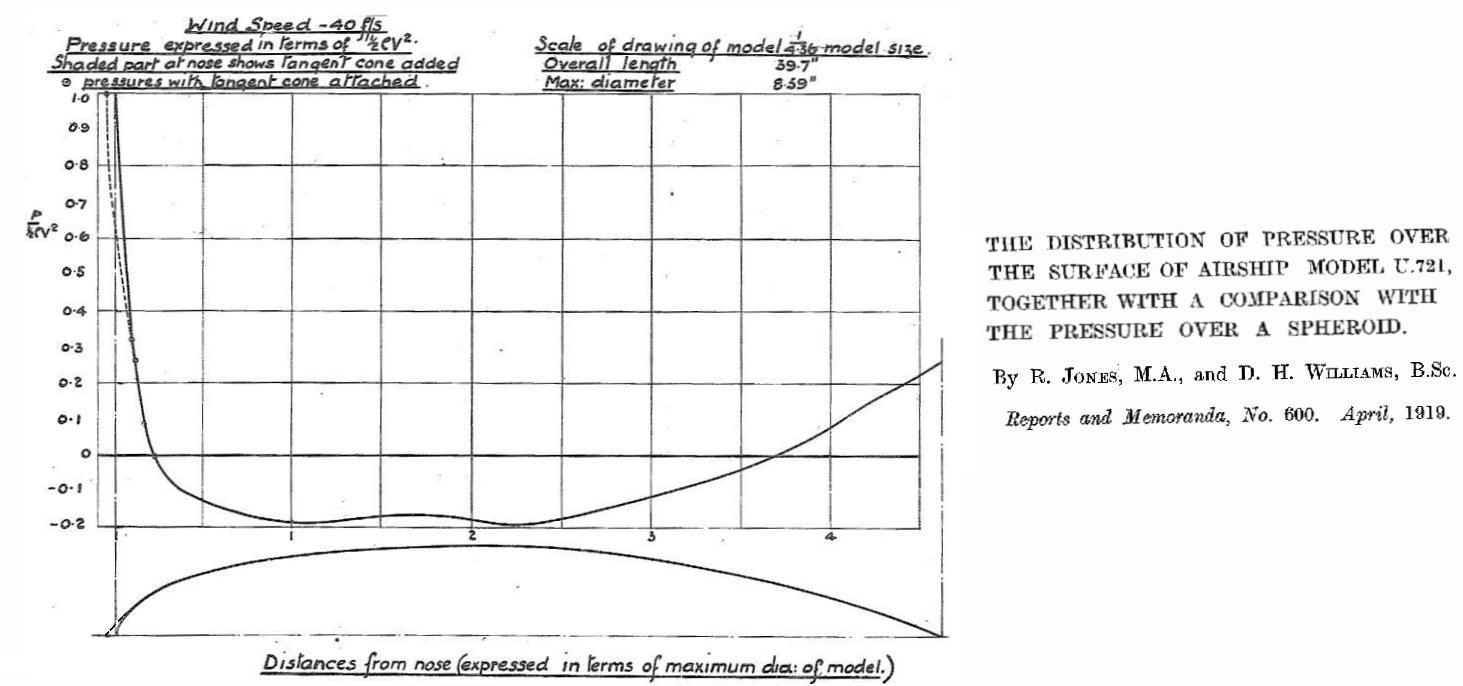 Wind Speed - 40 f/s
Pressure expressed in terms of "½ρV².
Shaded part at nose shows Tangent cone added
⊙ pressures with tangent cone attached.
Scale of drawing of model 1/4·36 model size.
Overall length 39·7"
Max: diameter 8·59"
1·0
0·9
0·8
0·7
P/½ρV² 0·6
0·5
0·4
0·3
0·2
0·1
0
-0·1
-0·2
1 2 3 4
Distances from nose (expressed in terms of maximum dia: of model.)
THE DISTRIBUTION OF PRESSURE OVER
THE SURFACE OF AIRSHIP MODEL U.721,
TOGETHER WITH A COMPARISON WITH
THE PRESSURE OVER A SPHEROID.
By R. JONES, M.A., and D. H. WILLIAMS, B.Sc.
Reports and Memoranda, No. 600. April, 1919.